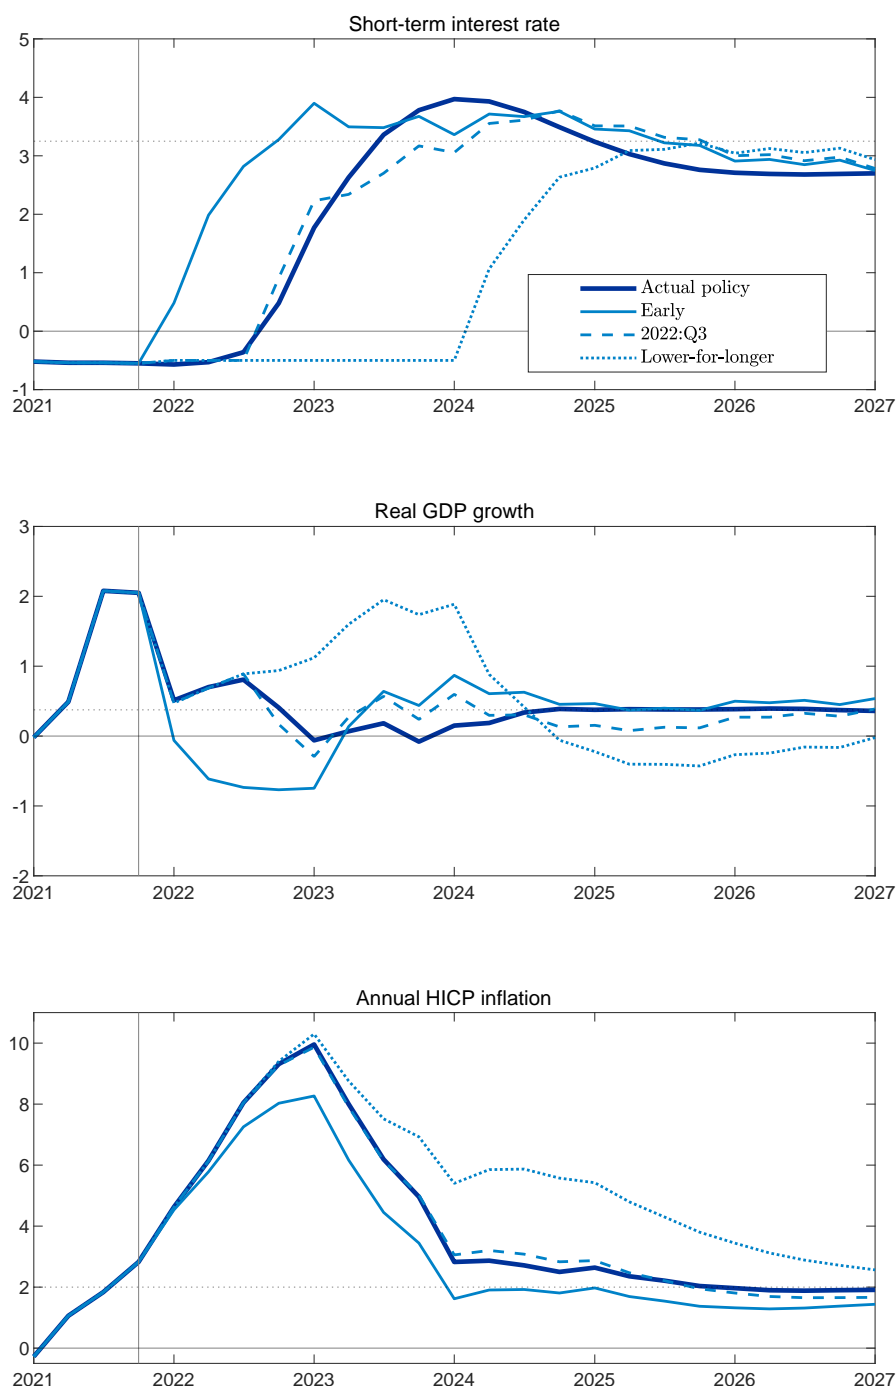 Short-term interest rate
5
4
3
2
1
0
-1
Actual policy
Early
2022:Q3
Lower-for-longer
2021 2022 2023 2024 2025 2026 2027
Real GDP growth
3
2
1
0
-1
-2
2021 2022 2023 2024 2025 2026 2027
Annual HICP inflation
10
8
6
4
2
0
2021 2022 2023 2024 2025 2026 2027